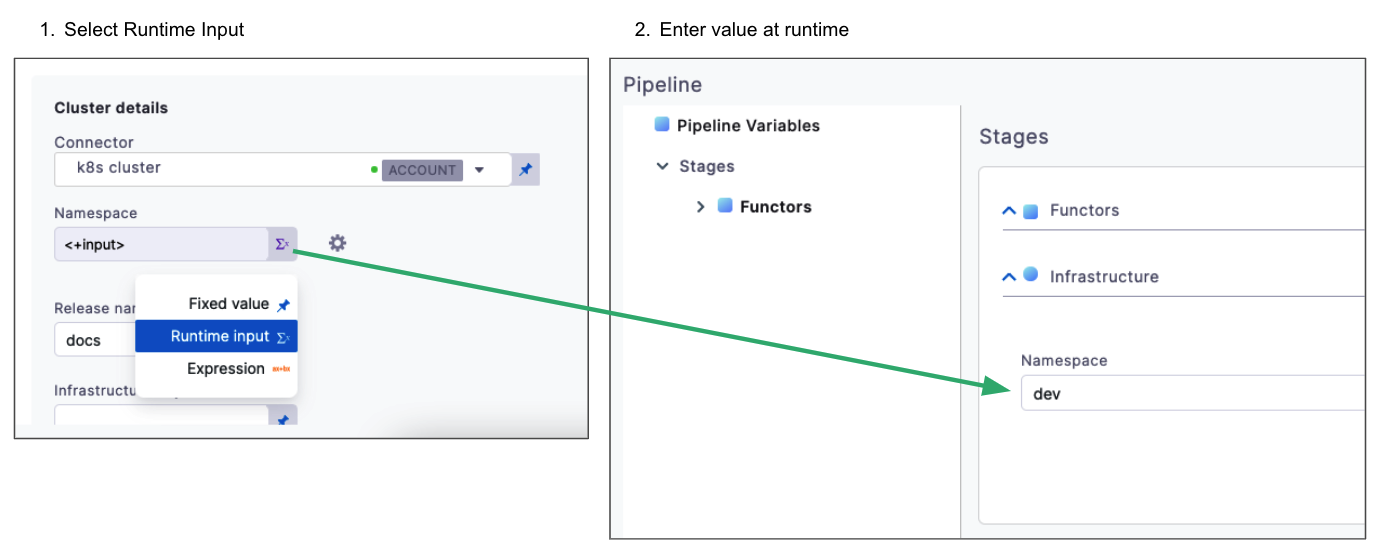 1. Select Runtime Input
Cluster details
Connector
k8s cluster
ACCOUNT
Namespace
<+input>
Fixed value
Release nar
Runtime input
docs
Expression
Infrastructu
2. Enter value at runtime
Pipeline
Pipeline Variables
Stages
Functors
Stages
Functors
Infrastructure
Namespace
dev